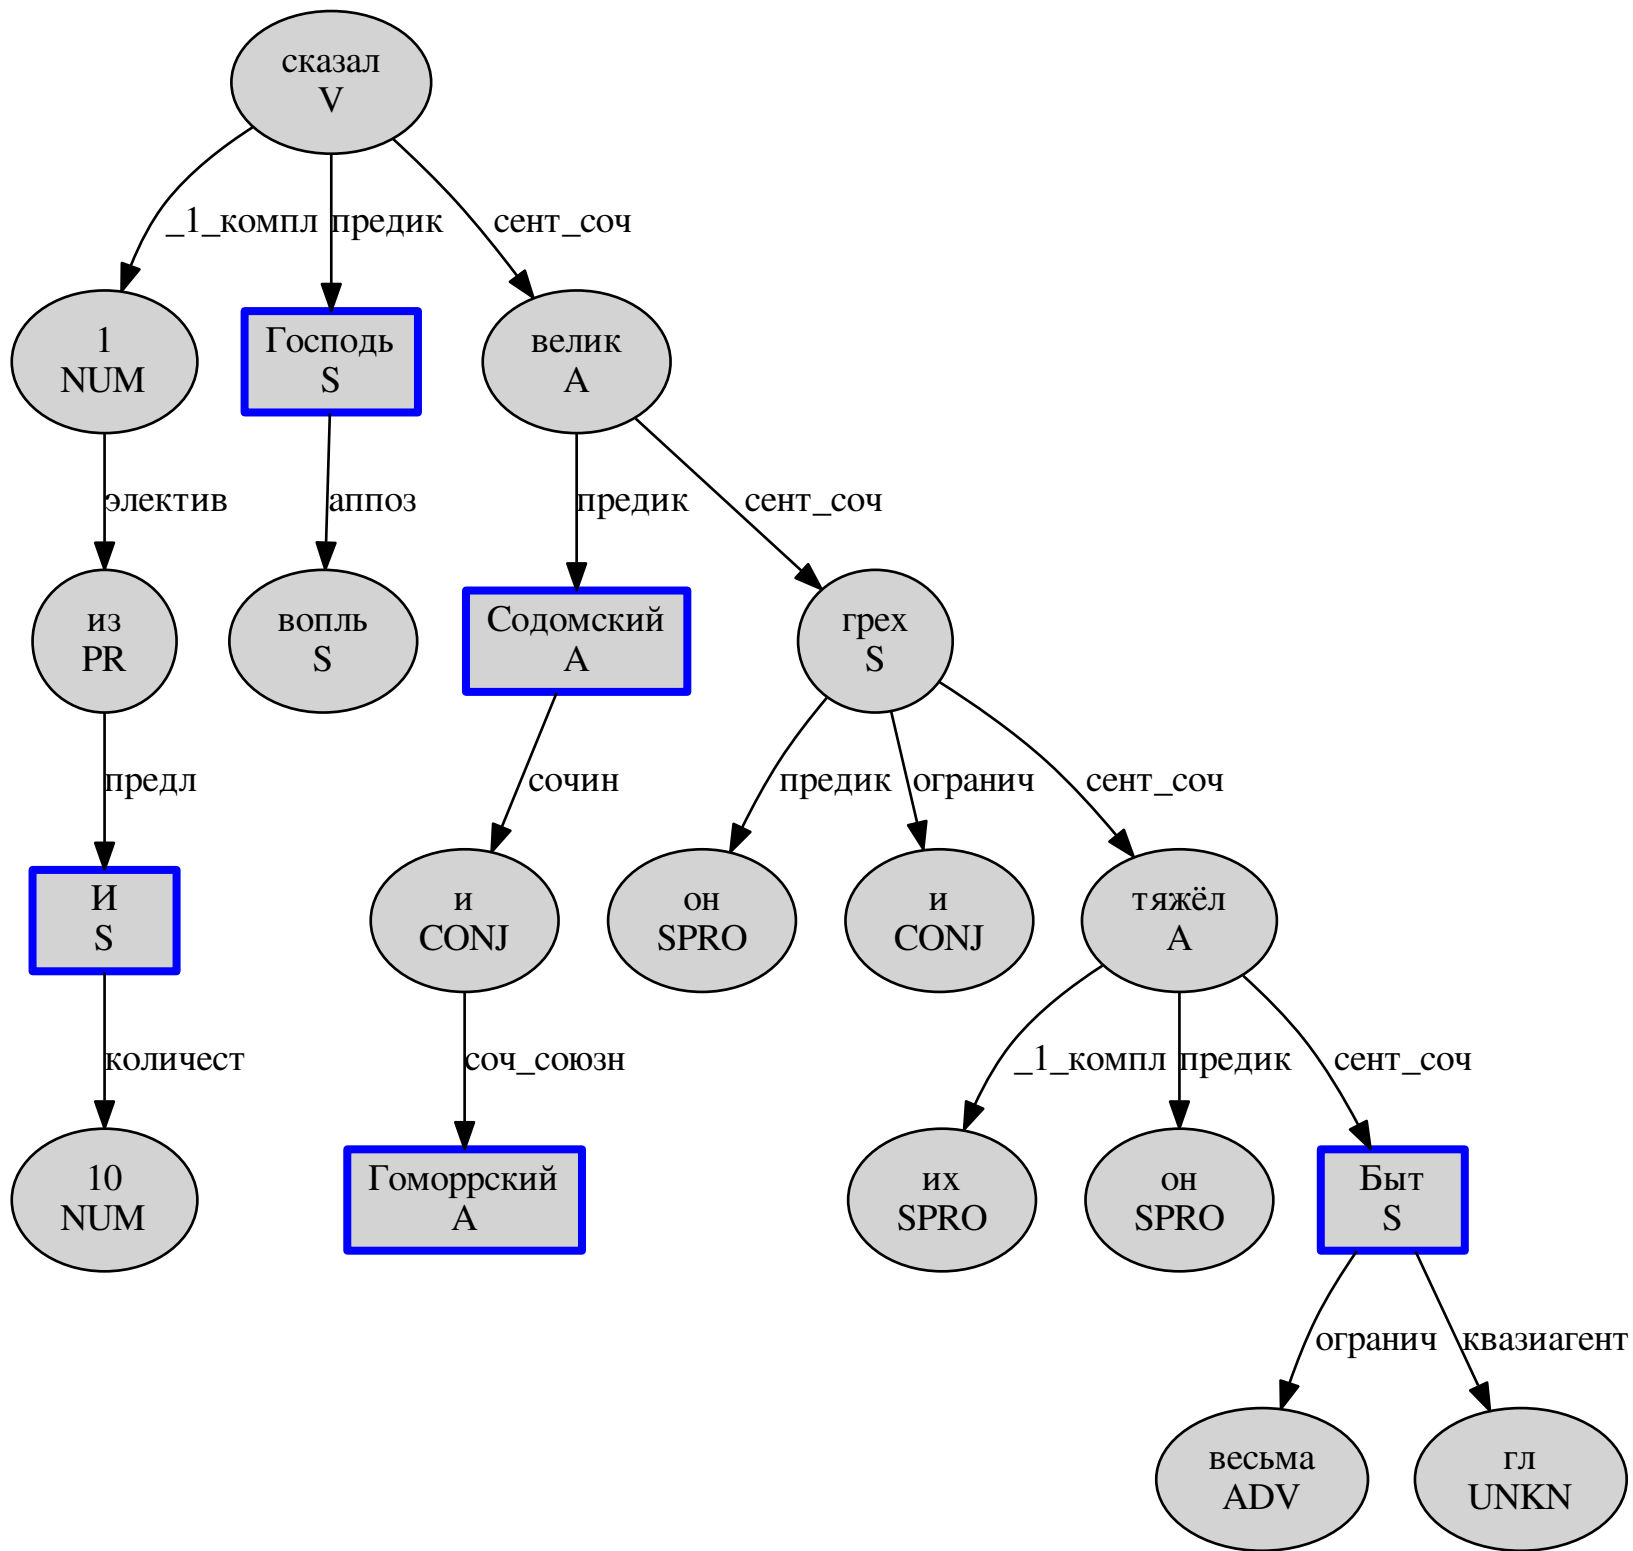 сказал
V
_1_компл
предик
сент_соч
1
NUM
Господь
S
велик
A
электив
аппоз
предик
сент_соч
из
PR
вопль
S
Содомский
A
грех
S
предл
сочин
предик
огранич
сент_соч
И
S
и
CONJ
он
SPRO
и
CONJ
тяжёл
A
количест
соч_союзн
_1_компл
предик
сент_соч
10
NUM
Гоморрский
A
их
SPRO
он
SPRO
Быт
S
огранич
квазиагент
весьма
ADV
гл
UNKN